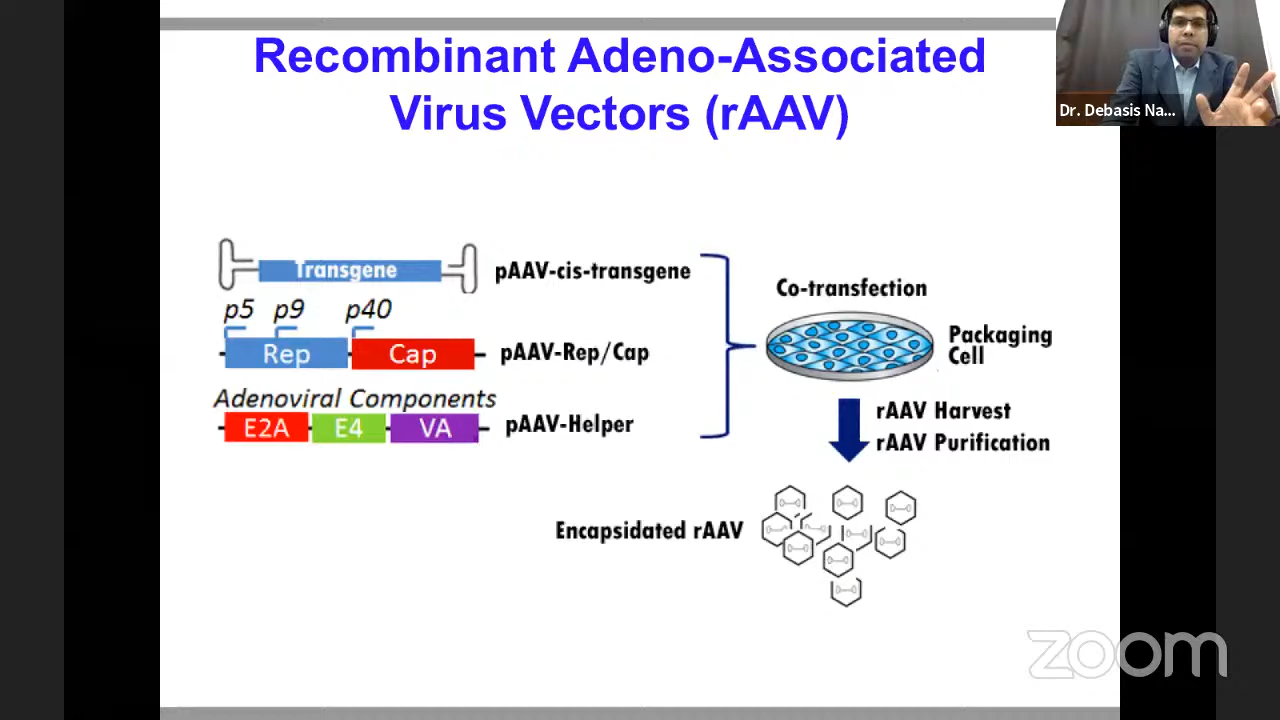 Recombinant Adeno-Associated
Virus Vectors (rAAV)
Dr. Debasis Na...
Transgene
pAAV-cis-transgene
p5 p9 p40
Rep Cap
pAAV-Rep/Cap
Adenoviral Components
E2A E4 VA
pAAV-Helper
Co-transfection
Packaging
Cell
rAAV Harvest
rAAV Purification
Encapsidated rAAV
zoom